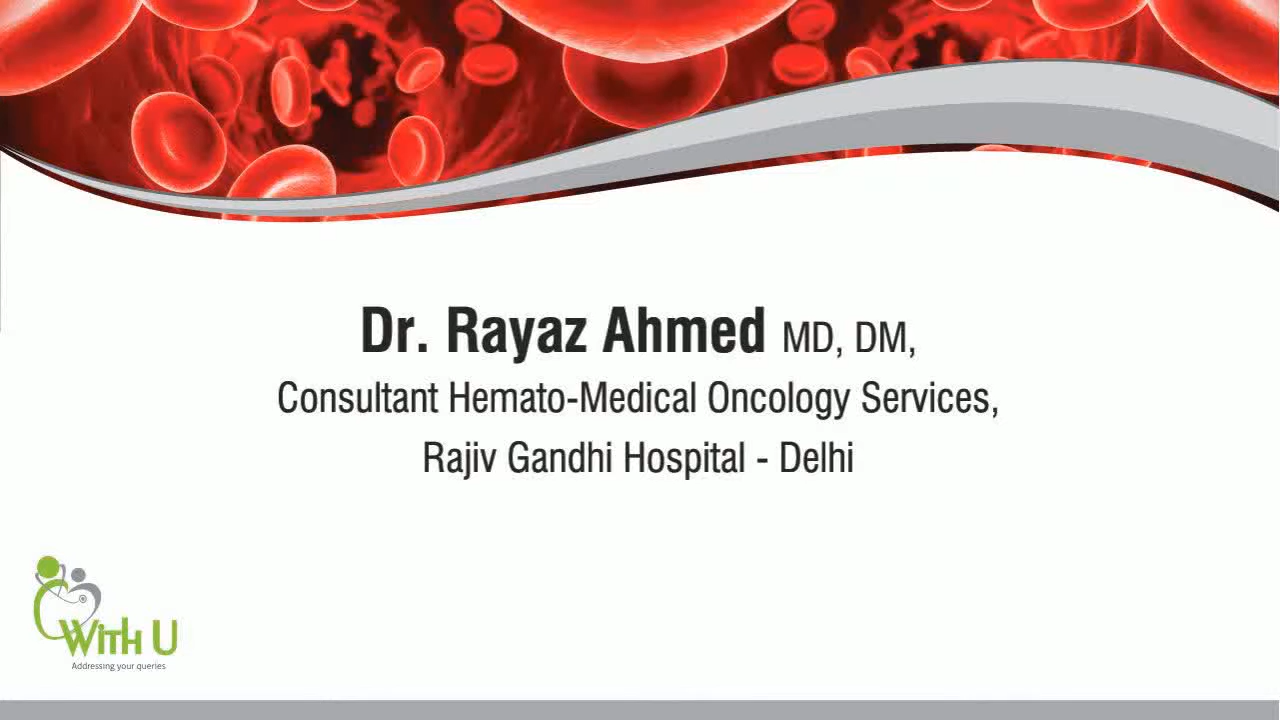 Dr. Rayaz Ahmed MD, DM,
Consultant Hemato-Medical Oncology Services,
Rajiv Gandhi Hospital - Delhi
With U
Addressing your queries